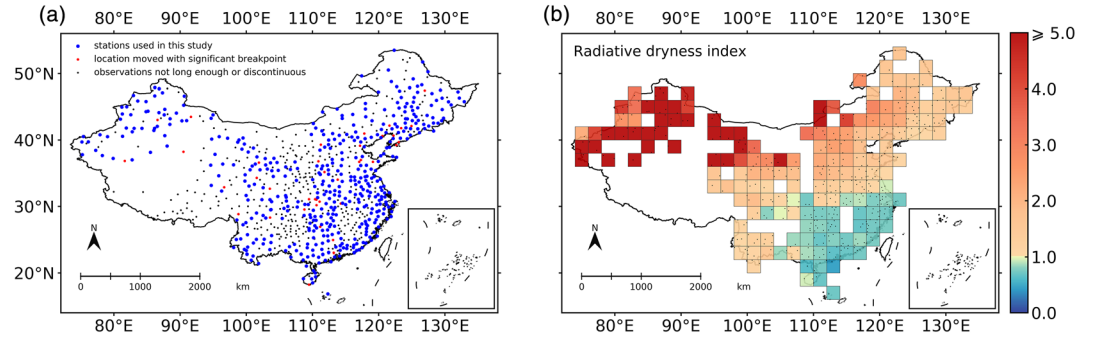 (a)
80°E 90°E 100°E 110°E 120°E 130°E
stations used in this study
location moved with significant breakpoint
observations not long enough or discontinuous
50°N
40°N
30°N
20°N
N
0 1000 2000 km
80°E 90°E 100°E 110°E 120°E 130°E
(b)
80°E 90°E 100°E 110°E 120°E 130°E
Radiative dryness index
N
0 1000 2000 km
80°E 90°E 100°E 110°E 120°E 130°E
⩾ 5.0
4.0
3.0
2.0
1.0
0.0